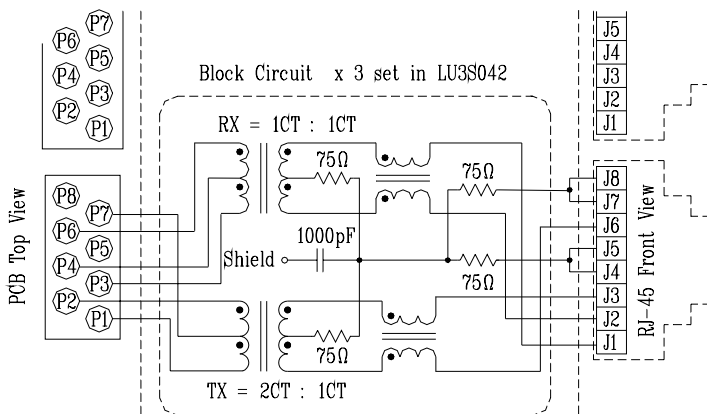 Block Circuit x 3 set in LU3S042
P7
P6
P5
P4
P3
P2
P1
J5
J4
J3
J2
J1
RX = 1CT : 1CT
75Ω
75Ω
PCB Top View
P8
P7
P6
P5
P4
P3
P2
P1
1000pF
Shield
75Ω
75Ω
TX = 2CT : 1CT
J8
J7
J6
J5
J4
J3
J2
J1
RJ-45 Front View